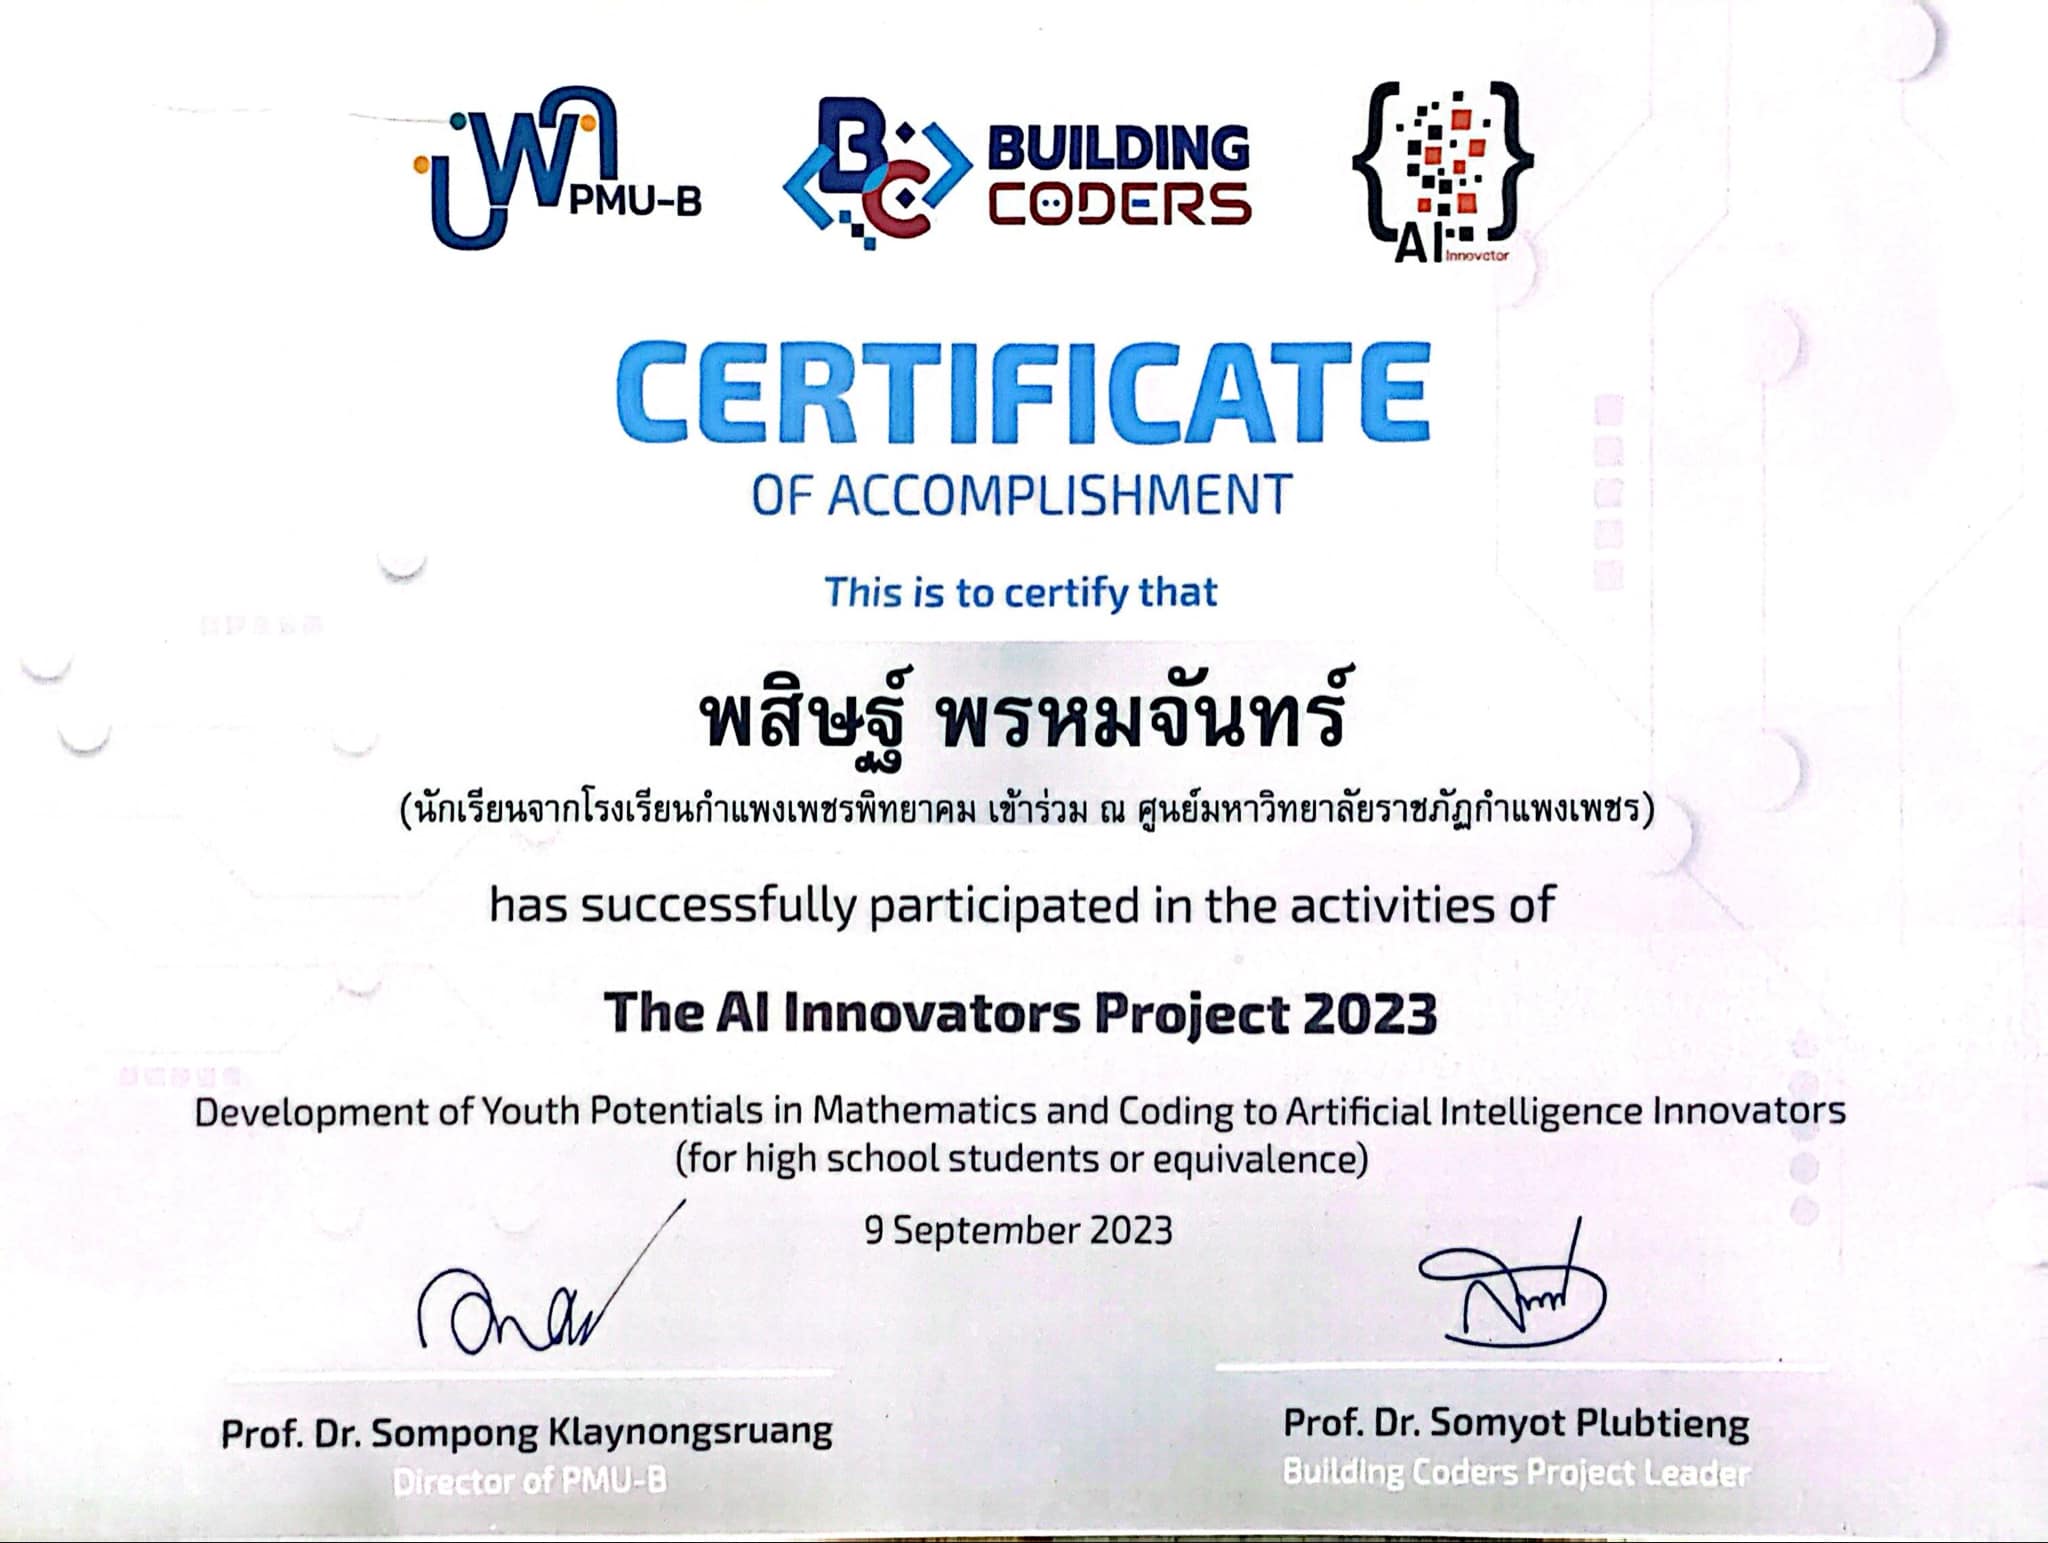 บพค
PMU-B
BC
BUILDING
CODERS
AI Innovator
CERTIFICATE
OF ACCOMPLISHMENT
This is to certify that
พสิษฐ์ พรหมจันทร์
(นักเรียนจากโรงเรียนกำแพงเพชรพิทยาคม เข้าร่วม ณ ศูนย์มหาวิทยาลัยราชภัฏกำแพงเพชร)
has successfully participated in the activities of
The AI Innovators Project 2023
Development of Youth Potentials in Mathematics and Coding to Artificial Intelligence Innovators
(for high school students or equivalence)
9 September 2023
Prof. Dr. Sompong Klaynongsruang
Director of PMU-B
Prof. Dr. Somyot Plubtieng
Building Coders Project Leader